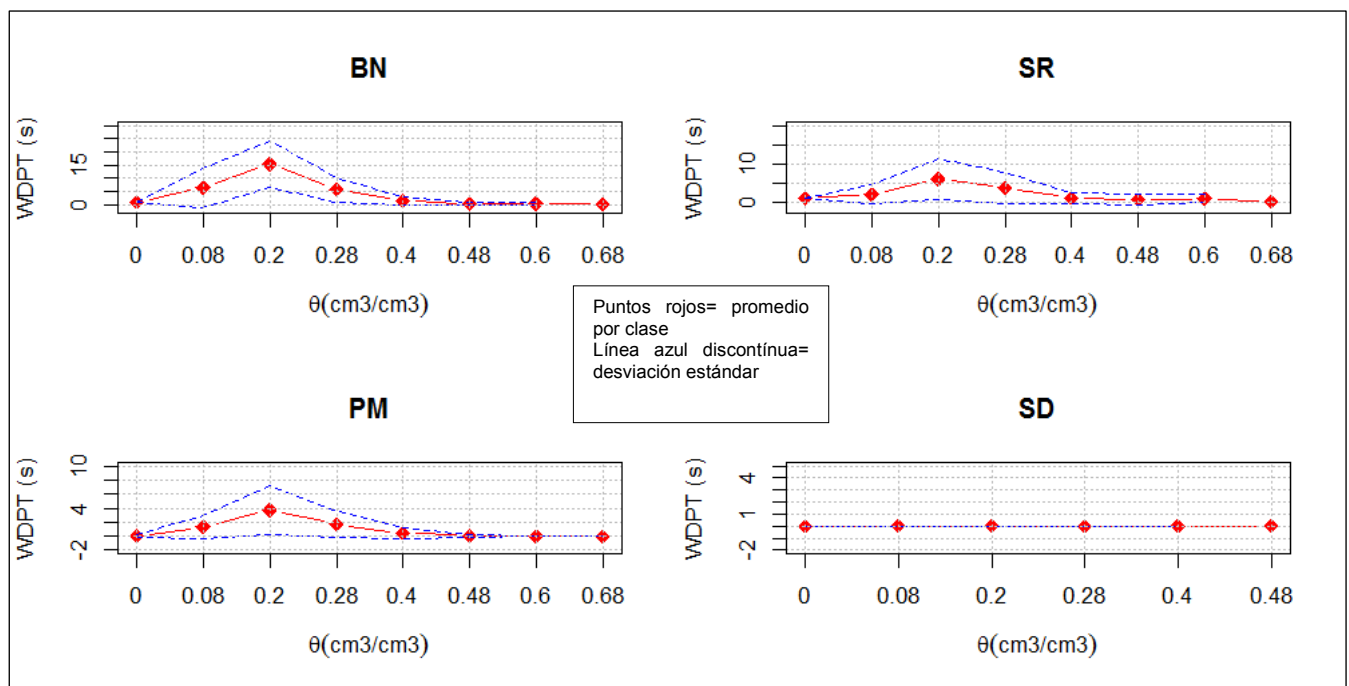 BN
WDPT (s)
15
0
0 0.08 0.2 0.28 0.4 0.48 0.6 0.68
θ(cm3/cm3)
SR
WDPT (s)
10
0
0 0.08 0.2 0.28 0.4 0.48 0.6 0.68
θ(cm3/cm3)
Puntos rojos= promedio
por clase
Línea azul discontínua=
desviación estándar
PM
WDPT (s)
10
4
-2
0 0.08 0.2 0.28 0.4 0.48 0.6 0.68
θ(cm3/cm3)
SD
WDPT (s)
4
1
-2
0 0.08 0.2 0.28 0.4 0.48
θ(cm3/cm3)